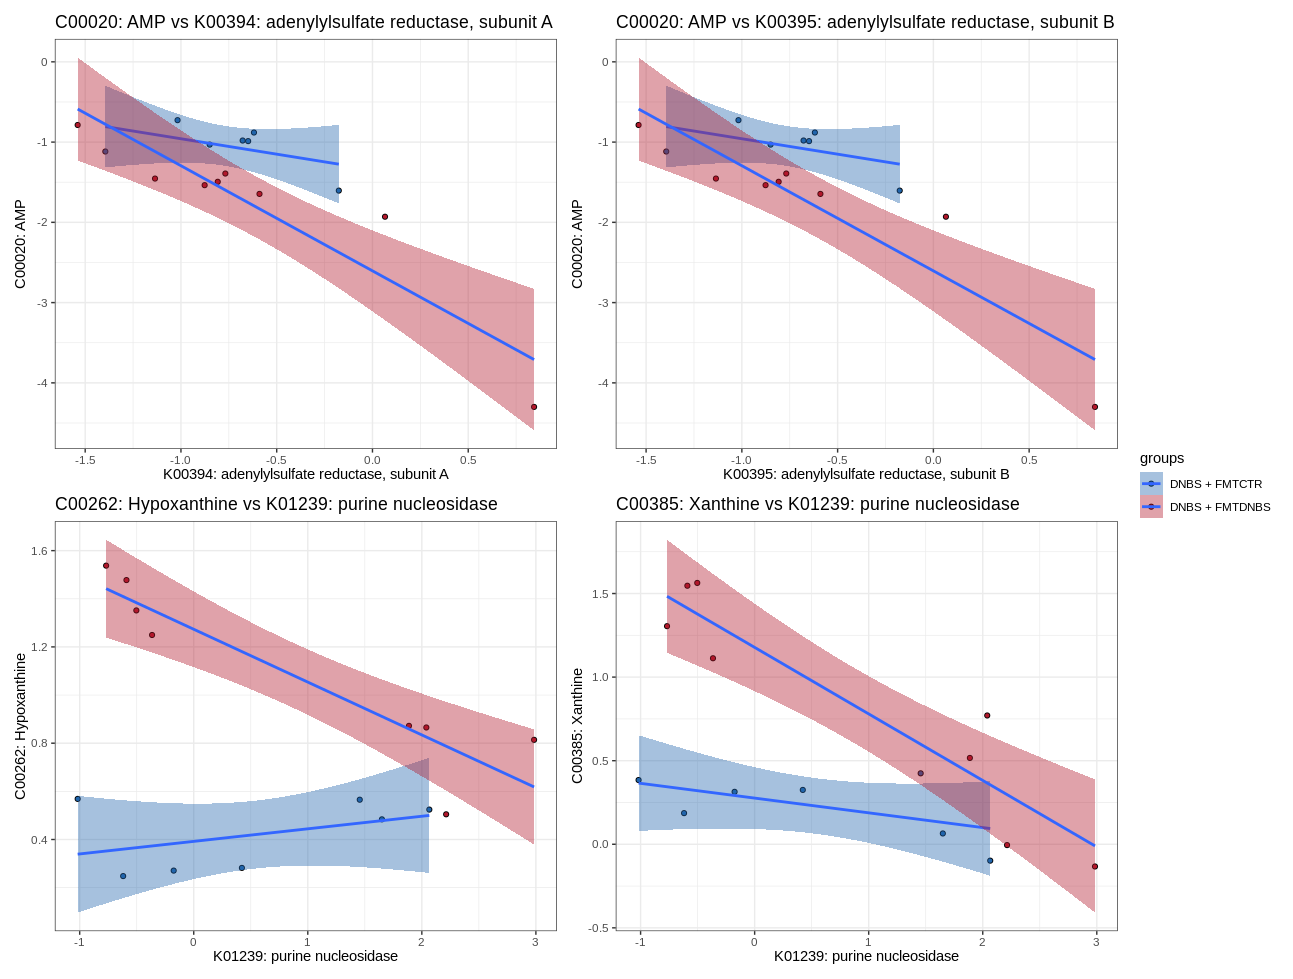 C00020: AMP vs K00394: adenylylsulfate reductase, subunit A
0
-1
-2
-3
-4
C00020: AMP
-1.5
-1.0
-0.5
0.0
0.5
K00394: adenylylsulfate reductase, subunit A
C00020: AMP vs K00395: adenylylsulfate reductase, subunit B
0
-1
-2
-3
-4
C00020: AMP
-1.5
-1.0
-0.5
0.0
0.5
K00395: adenylylsulfate reductase, subunit B
groups
DNBS + FMTCTR
DNBS + FMTDNBS
C00262: Hypoxanthine vs K01239: purine nucleosidase
1.6
1.2
0.8
0.4
C00262: Hypoxanthine
-1
0
1
2
3
K01239: purine nucleosidase
C00385: Xanthine vs K01239: purine nucleosidase
1.5
1.0
0.5
0.0
-0.5
C00385: Xanthine
-1
0
1
2
3
K01239: purine nucleosidase